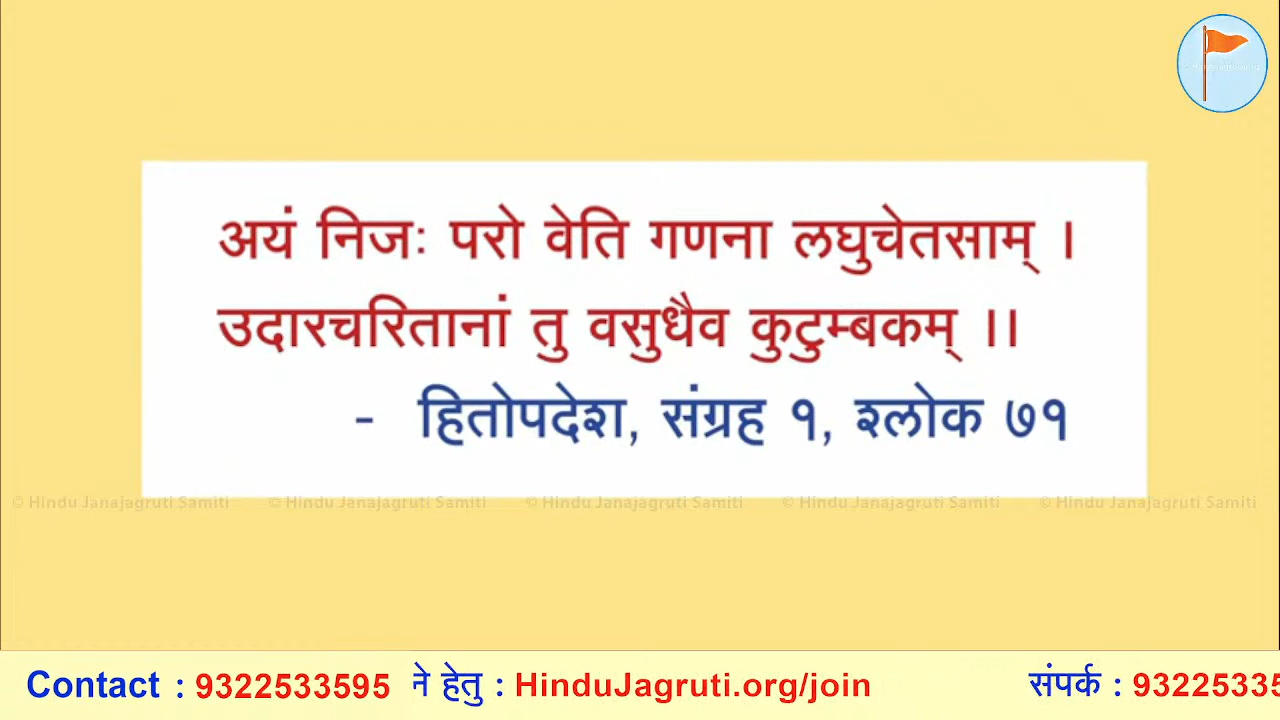 अयं निजः परो वेति गणना लघुचेतसाम् ।
उदारचरितानां तु वसुधैव कुटुम्बकम् ।।
- हितोपदेश, संग्रह १, श्लोक ७१
© Hindu Janajagruti Samiti © Hindu Janajagruti Samiti © Hindu Janajagruti Samiti © Hindu Janajagruti Samiti © Hindu Janajagruti Samiti
Contact : 9322533595 ने हेतु : HinduJagruti.org/join संपर्क : 93225335